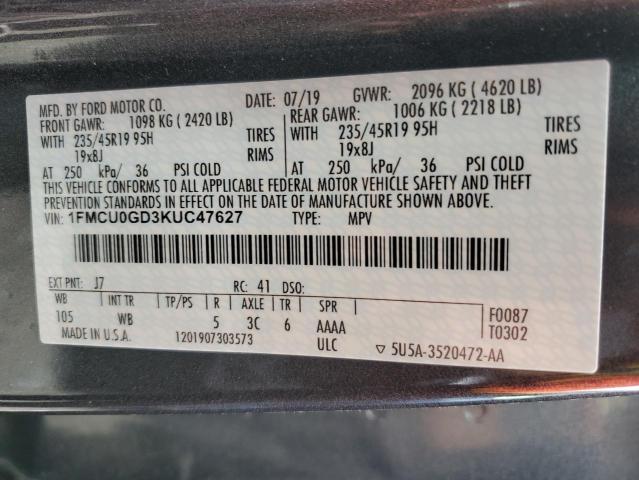 MFD. BY FORD MOTOR CO. DATE: 07/19 GVWR: 2096 KG ( 4620 LB)
FRONT GAWR: 1098 KG ( 2420 LB) REAR GAWR: 1006 KG ( 2218 LB)
WITH 235/45R19 95H TIRES WITH 235/45R19 95H TIRES
19x8J RIMS 19x8J RIMS
AT 250 kPa/ 36 PSI COLD AT 250 kPa/ 36 PSI COLD
THIS VEHICLE CONFORMS TO ALL APPLICABLE FEDERAL MOTOR VEHICLE SAFETY AND THEFT
PREVENTION STANDARDS IN EFFECT ON THE DATE OF MANUFACTURE SHOWN ABOVE.
VIN: 1FMCU0GD3KUC47627 TYPE: MPV
EXT PNT: J7 RC: 41 DSO:
WB INT TR TP/PS R AXLE TR SPR F0087
105 WB 5 3C 6 AAAA T0302
MADE IN U.S.A. 1201907303573 ULC ▽ 5U5A-3520472-AA